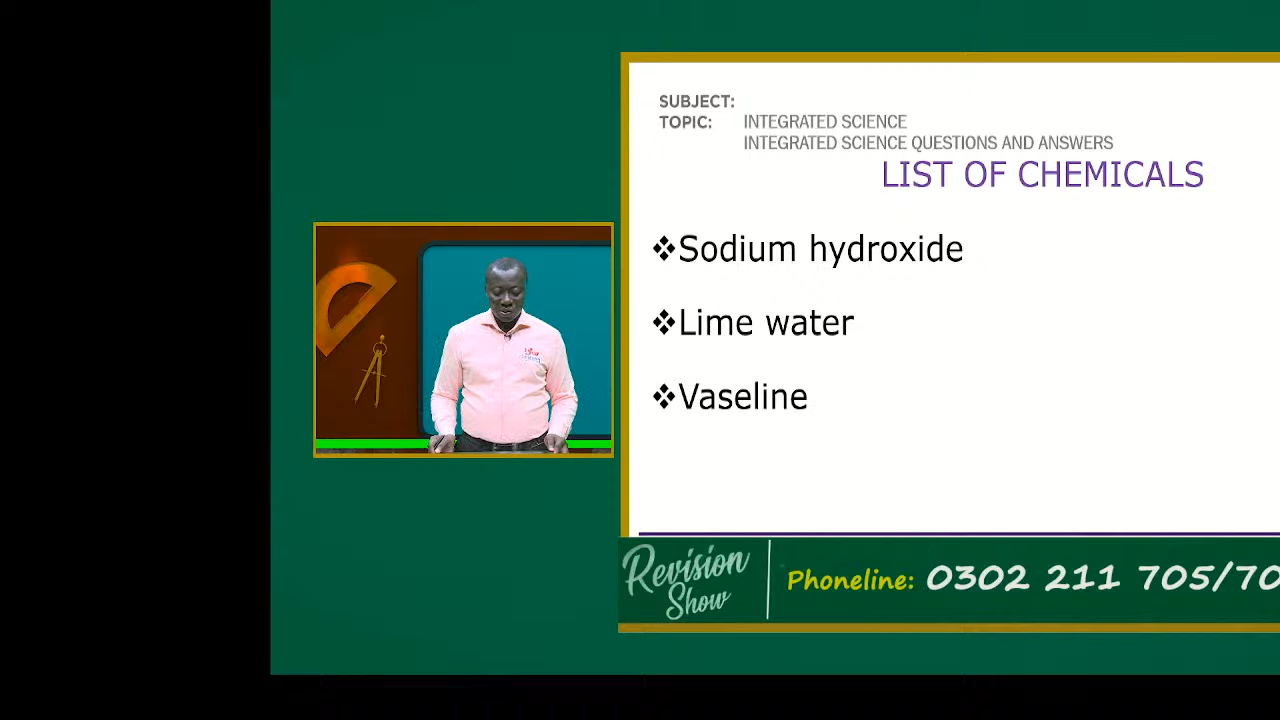 SUBJECT:
TOPIC: INTEGRATED SCIENCE
INTEGRATED SCIENCE QUESTIONS AND ANSWERS
LIST OF CHEMICALS
❖Sodium hydroxide
❖Lime water
❖Vaseline
Revision
Show
Phoneline: 0302 211 705/70